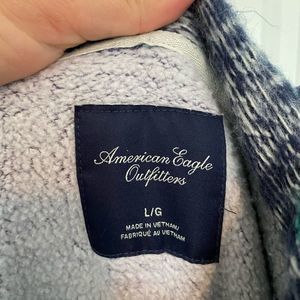 American Eagle
Outfitters
L/G
MADE IN VIETNAM/
FABRIQUÉ AU VIETNAM